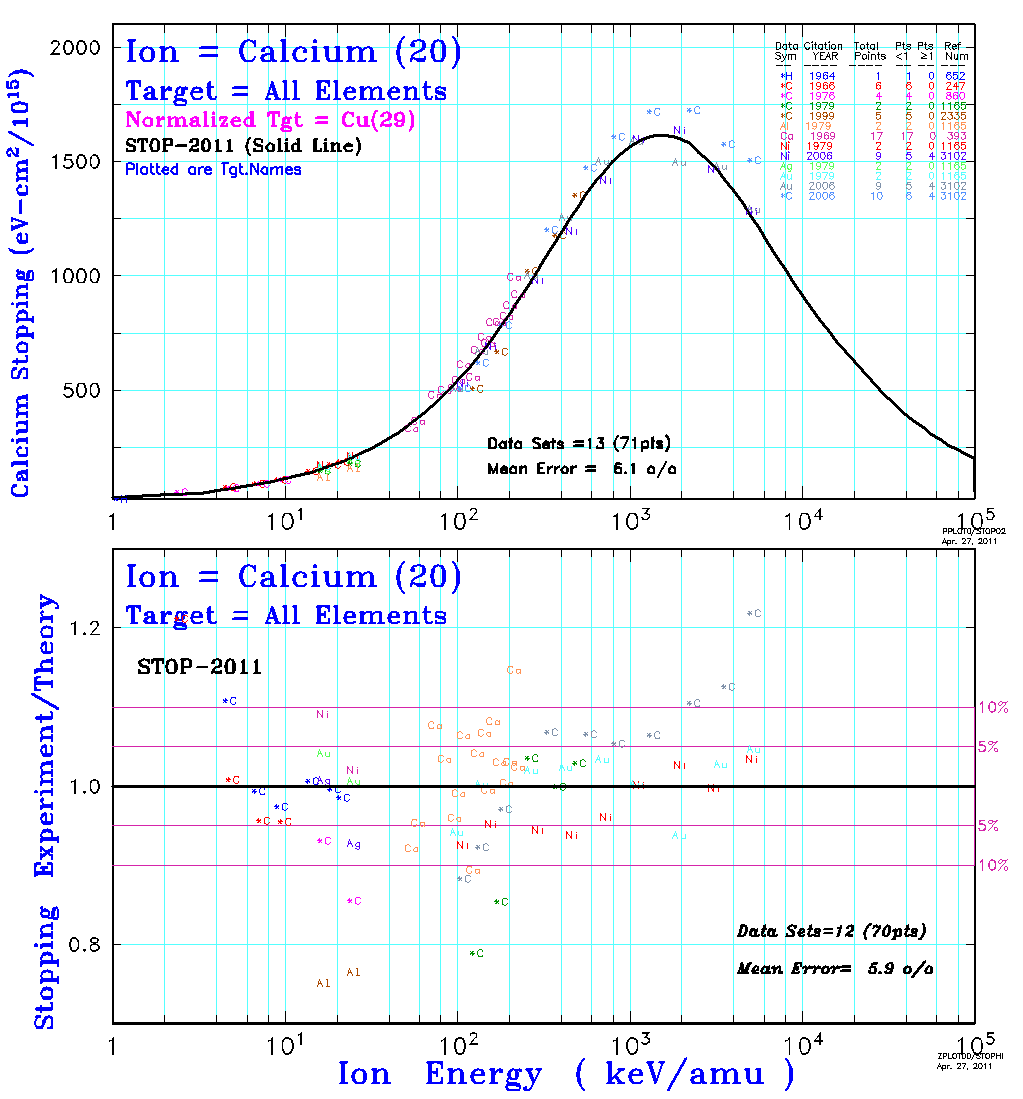 Ion = Calcium (20)
Target = All Elements
Normalized Tgt = Cu(29)
STOP-2011 (Solid Line)
Plotted are Tgt.Names
Data Citation Total Pts Pts Ref
Sym YEAR Points <1 ≥1 Num
*H 1964 1 1 0 652
*C 1966 6 6 0 247
*C 1976 4 4 0 360
*C 1979 2 2 0 1165
*C 1999 5 5 0 2335
Al 1979 2 2 0 1165
Ca 1969 17 17 0 393
Ni 1979 2 2 0 1165
Ni 2006 9 5 4 3102
Ag 1979 2 2 0 1165
Au 1979 2 2 0 1165
Au 2006 9 5 4 3102
*C 2006 10 6 4 3102
Calcium Stopping (eV-cm²/10¹⁵)
2000
1500
1000
500
Data Sets =13 (71pts)
Mean Error = 6.1 o/o
1 10¹ 10² 10³ 10⁴ 10⁵
PPLOT0/STOP02
Apr. 27, 2011
Ion = Calcium (20)
Target = All Elements
STOP-2011
Stopping Experiment/Theory
1.2
1.0
0.8
10%
5%
5%
10%
Data Sets=12 (70pts)
Mean Error= 5.9 o/o
1 10¹ 10² 10³ 10⁴ 10⁵
Ion Energy ( keV/amu )
ZPLOT0D/STOPHI
Apr. 27, 2011